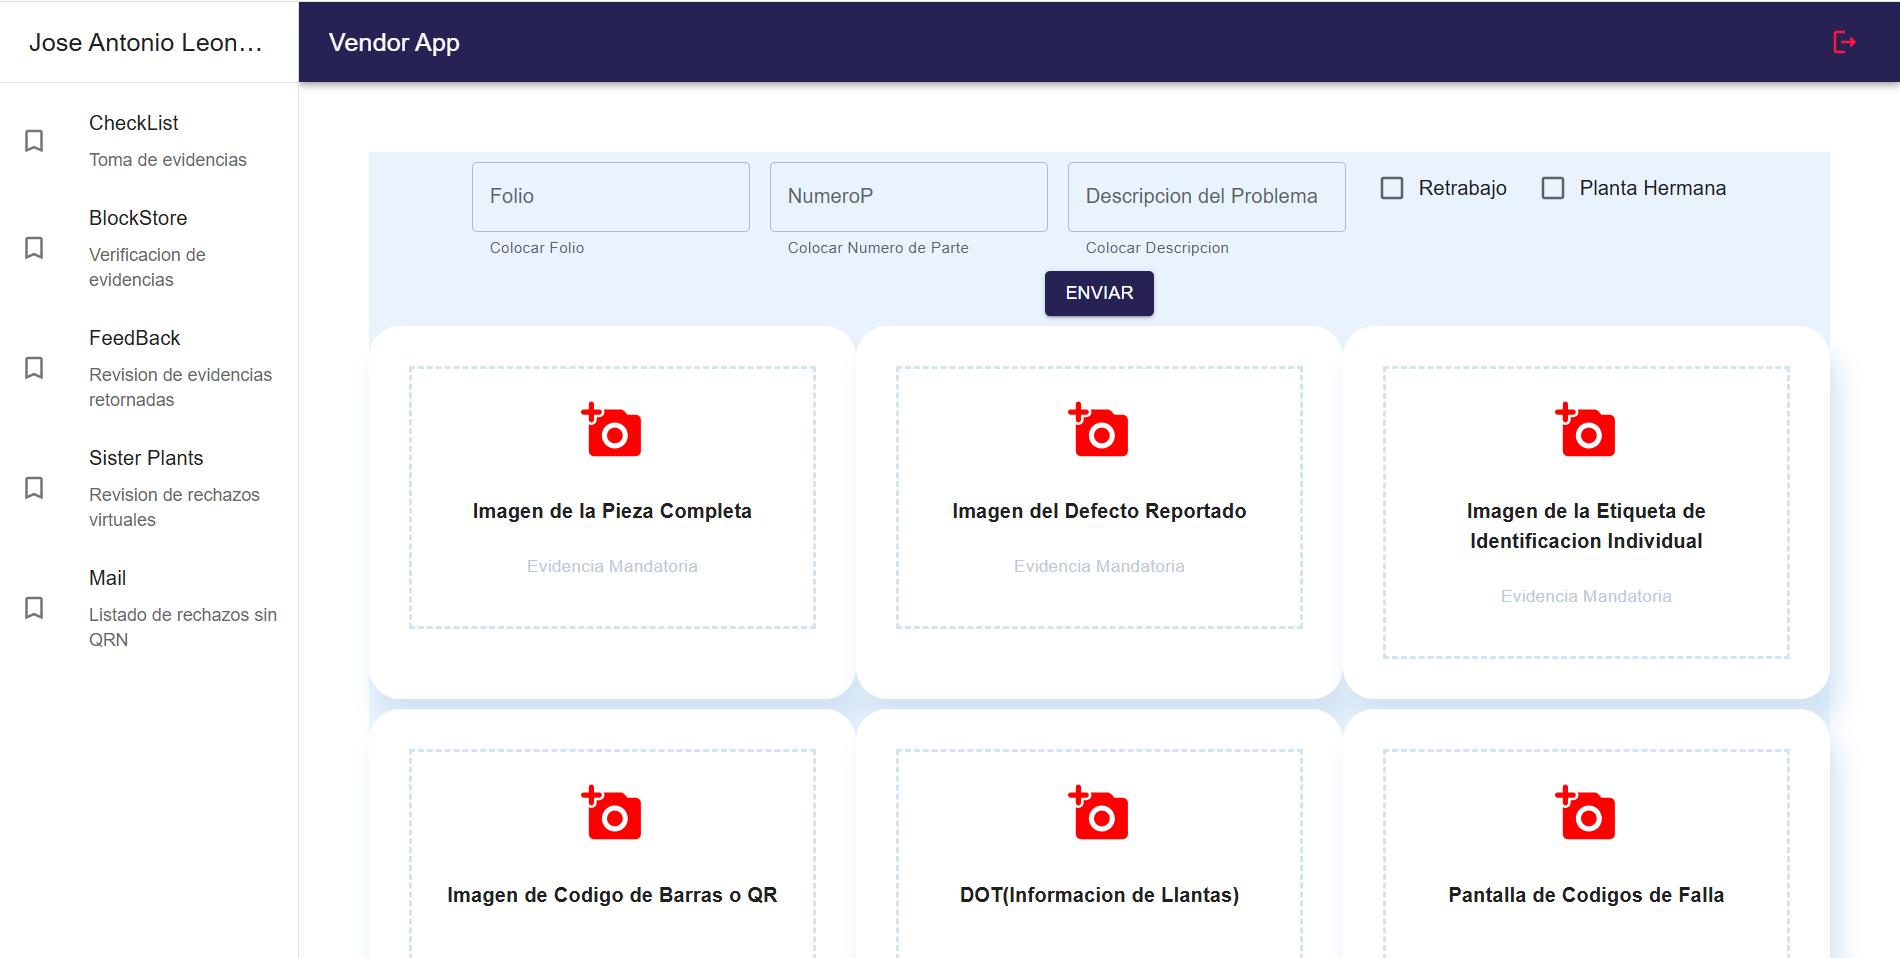 Jose Antonio Leon...
Vendor App
CheckList
Toma de evidencias
BlockStore
Verificacion de
evidencias
FeedBack
Revision de evidencias
retornadas
Sister Plants
Revision de rechazos
virtuales
Mail
Listado de rechazos sin
QRN
Folio
Colocar Folio
NumeroP
Colocar Numero de Parte
Descripcion del Problema
Colocar Descripcion
Retrabajo
Planta Hermana
ENVIAR
Imagen de la Pieza Completa
Evidencia Mandatoria
Imagen del Defecto Reportado
Evidencia Mandatoria
Imagen de la Etiqueta de
Identificacion Individual
Evidencia Mandatoria
Imagen de Codigo de Barras o QR
DOT(Informacion de Llantas)
Pantalla de Codigos de Falla